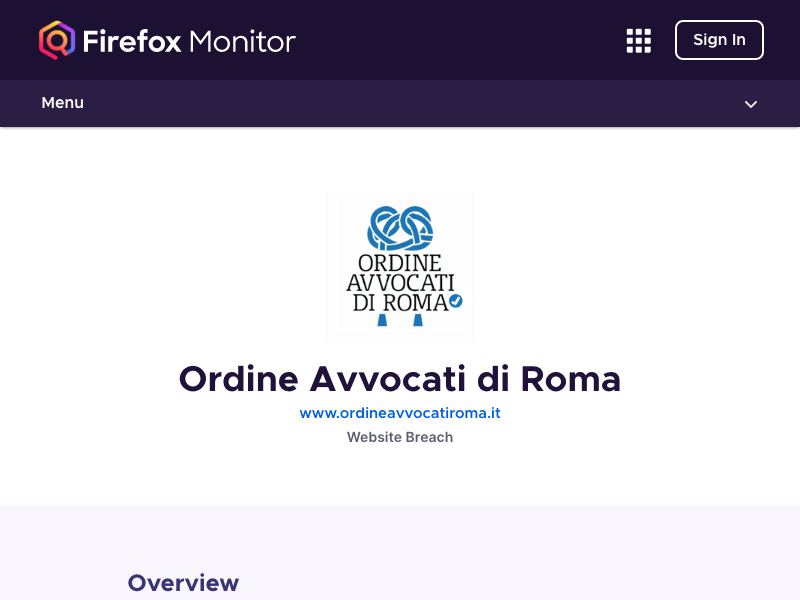 Firefox Monitor
Sign In
Menu
ORDINE
AVVOCATI
DI ROMA
Ordine Avvocati di Roma
www.ordineavvocatiroma.it
Website Breach
Overview